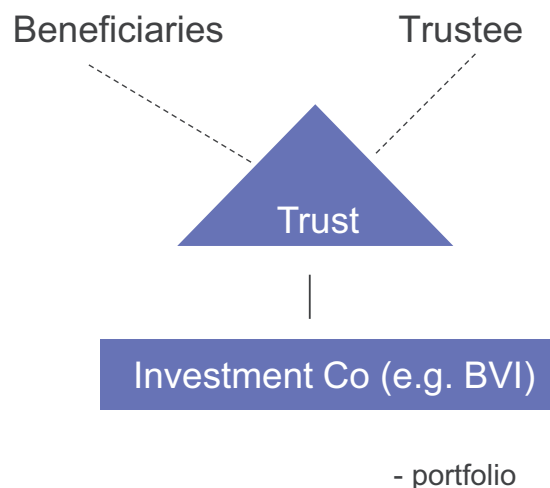 Beneficiaries Trustee
Trust
Investment Co (e.g. BVI)
- portfolio